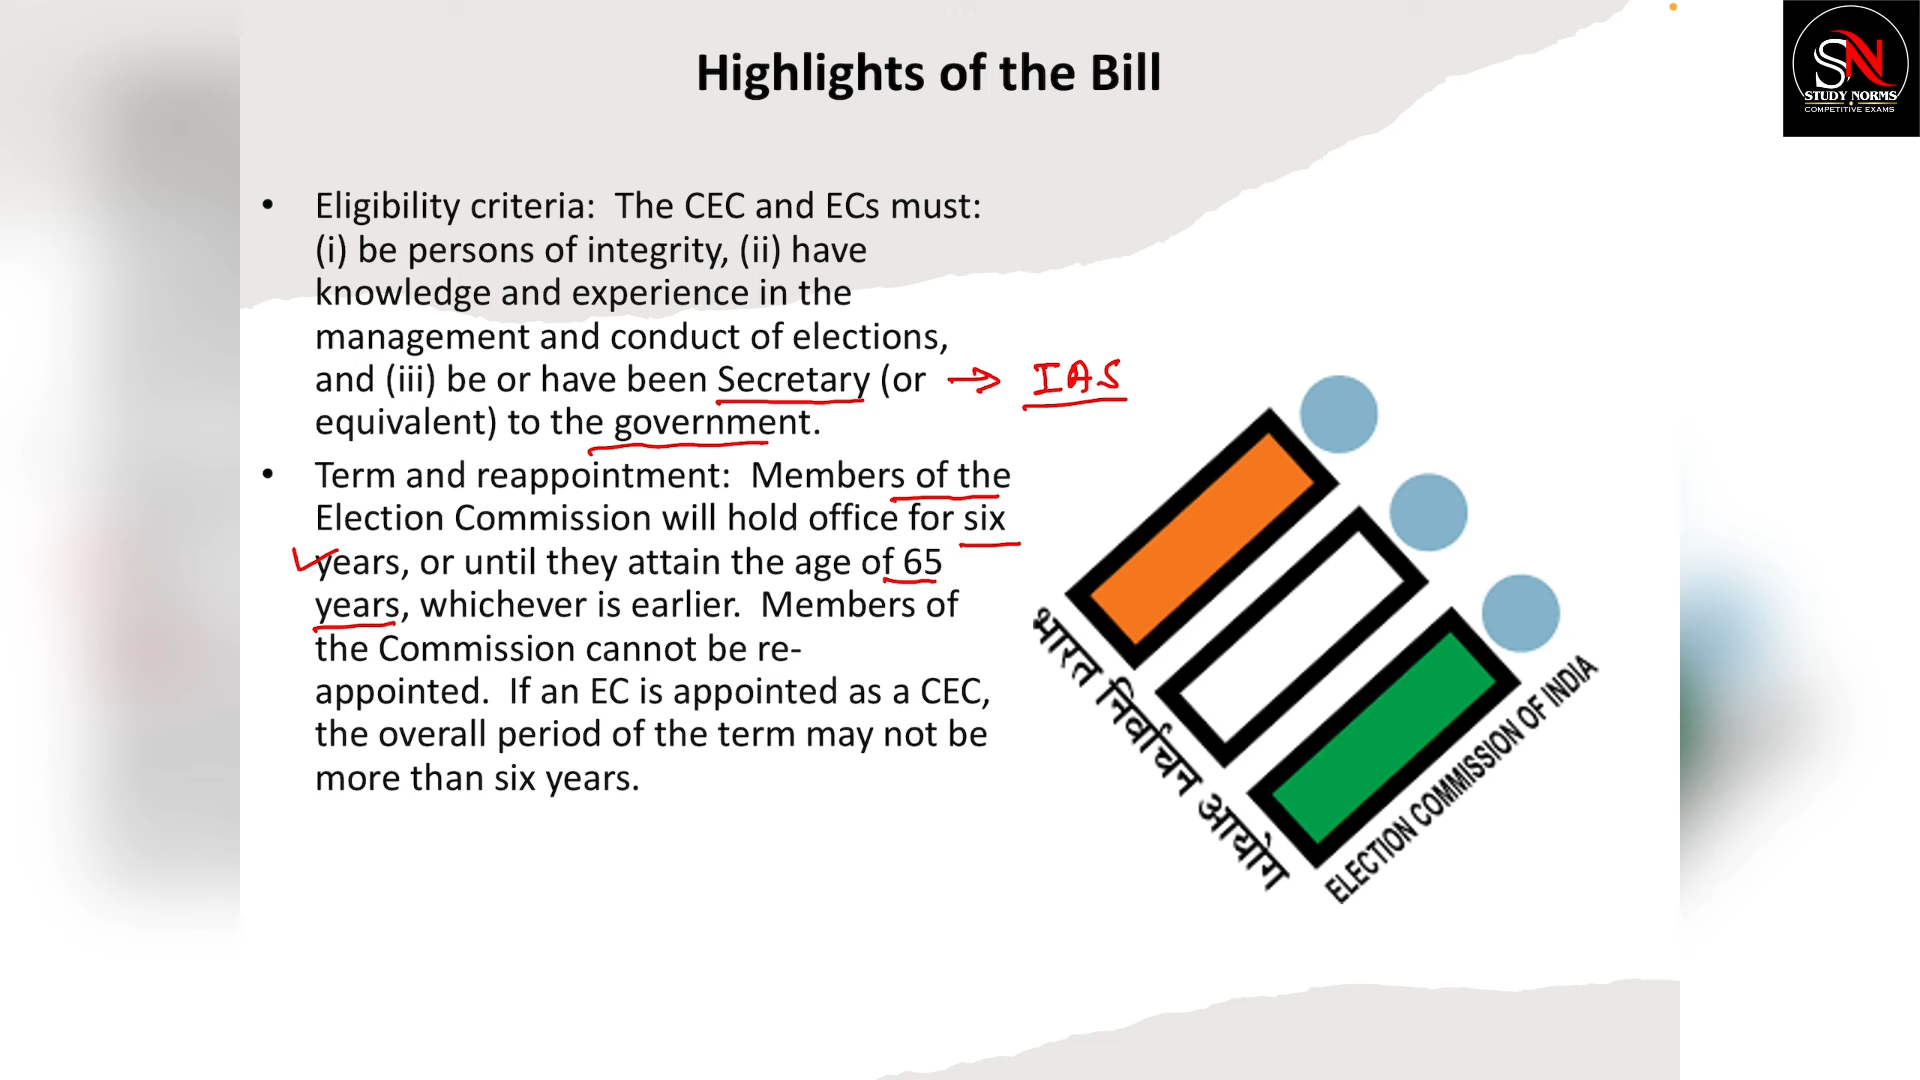 Highlights of the Bill
SN
STUDY NORMS
COMPETITIVE EXAMS
• Eligibility criteria: The CEC and ECs must:
(i) be persons of integrity, (ii) have
knowledge and experience in the
management and conduct of elections,
and (iii) be or have been Secretary (or → IAS
equivalent) to the government.
• Term and reappointment: Members of the
Election Commission will hold office for six
years, or until they attain the age of 65
years, whichever is earlier. Members of
the Commission cannot be re-
appointed. If an EC is appointed as a CEC,
the overall period of the term may not be
more than six years.
भारत निर्वाचन आयोग
ELECTION COMMISSION OF INDIA